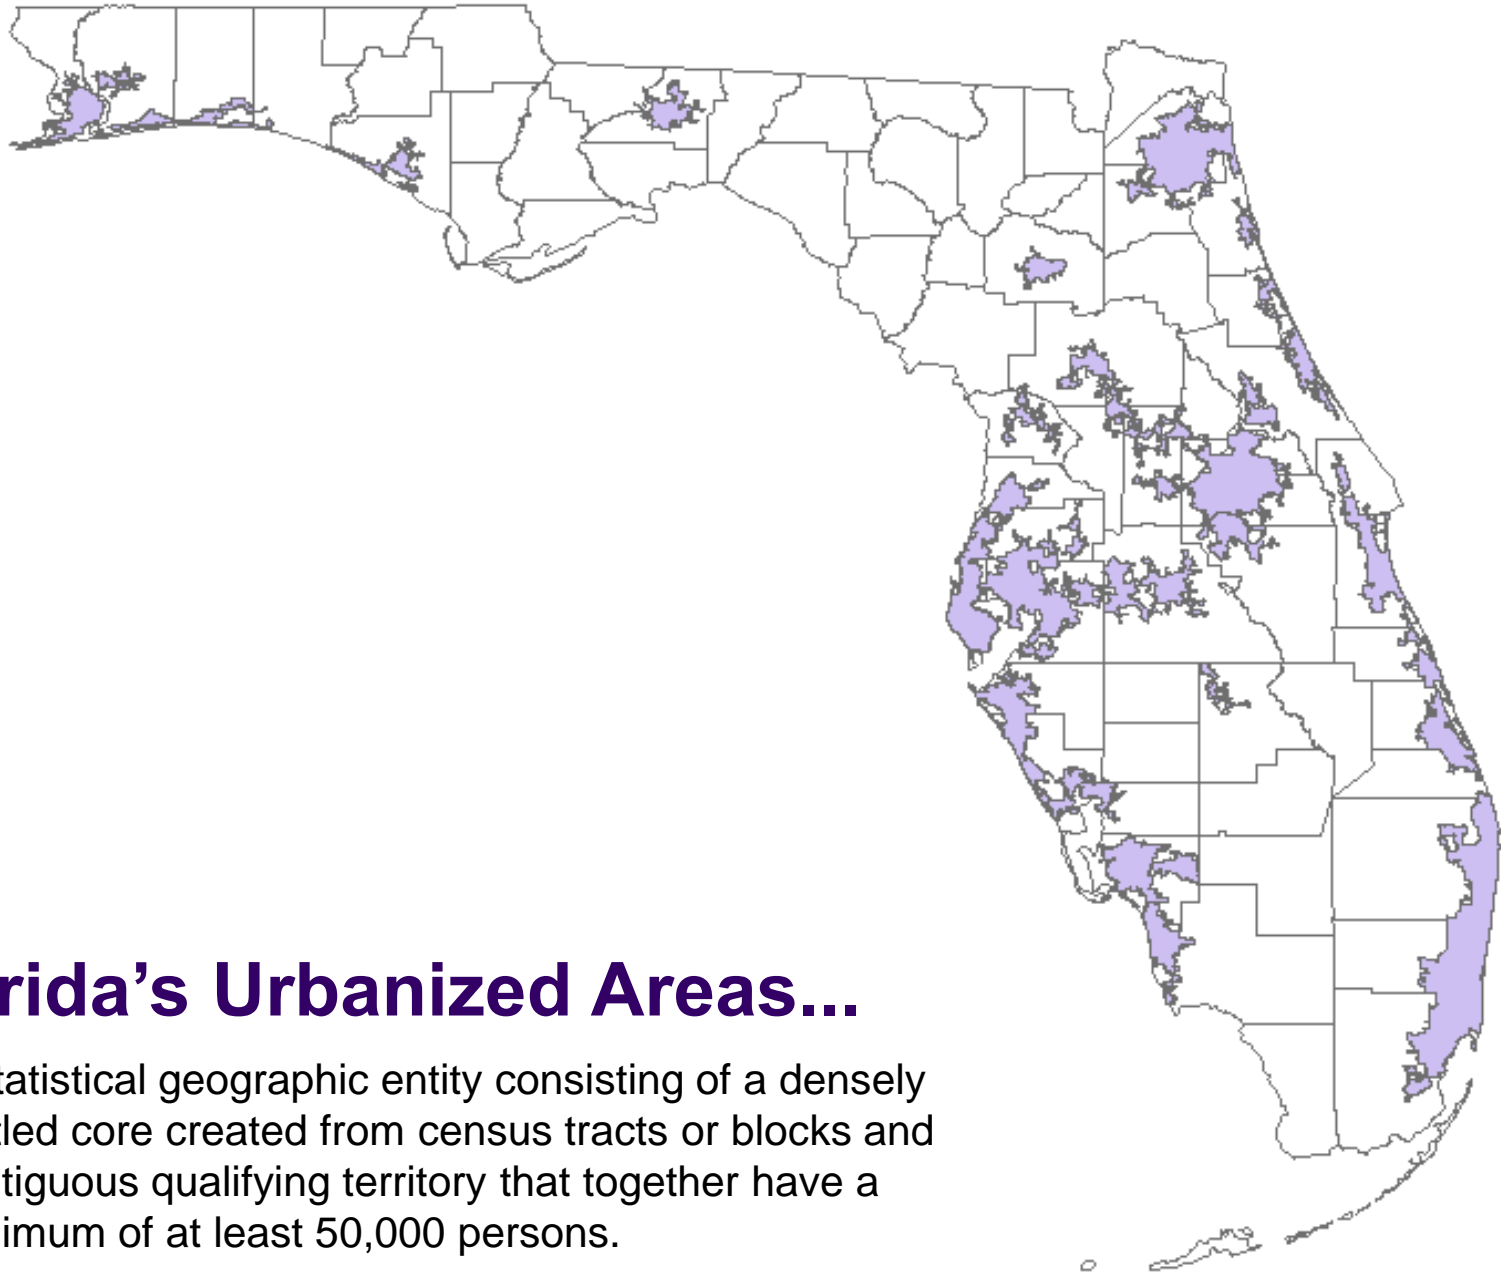 rida’s Urbanized Areas...
tatistical geographic entity consisting of a densely
tled core created from census tracts or blocks and
tiguous qualifying territory that together have a
imum of at least 50,000 persons.